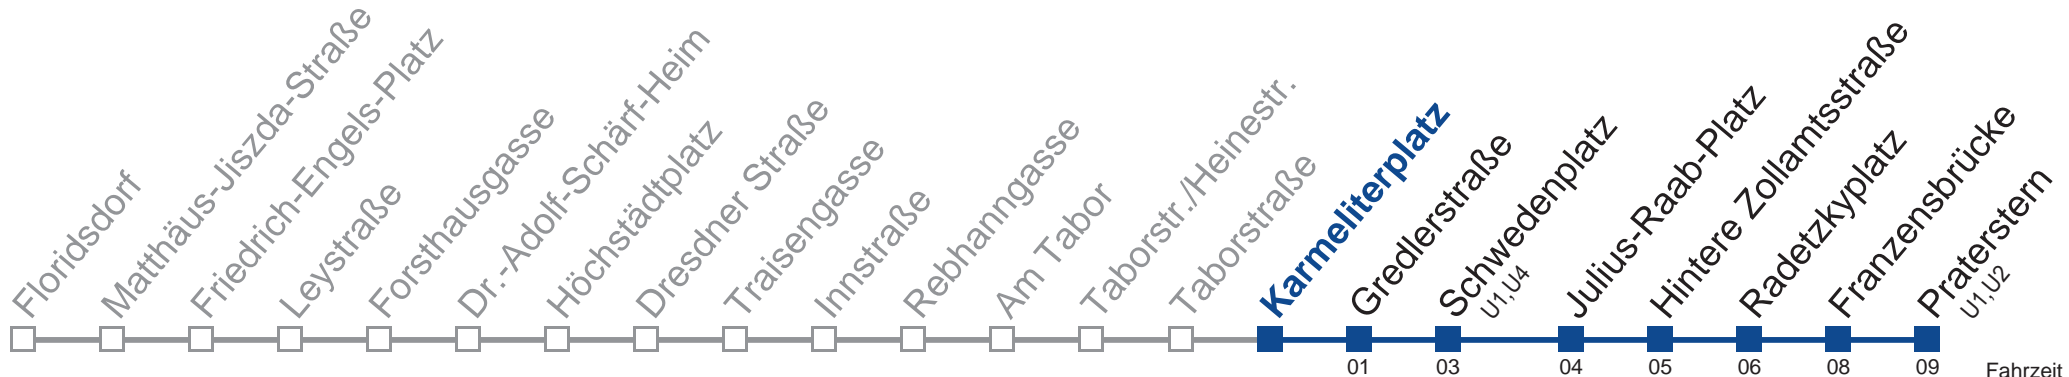 Floridsdorf
Matthäus-Jiszda-Straße
Friedrich-Engels-Platz
Leystraße
Forsthausgasse
Dr.-Adolf-Schärf-Heim
Höchstädtplatz
Dresdner Straße
Traisengasse
Innstraße
Rebhanngasse
Am Tabor
Taborstr./Heinestr.
Taborstraße
Karmeliterplatz
Gredlerstraße
Schwedenplatz
U1,U4
Julius-Raab-Platz
Hintere Zollamtsstraße
Radetzkyplatz
Franzensbrücke
Praterstern
U1,U2
01 03 04 05 06 08 09 Fahrzeit